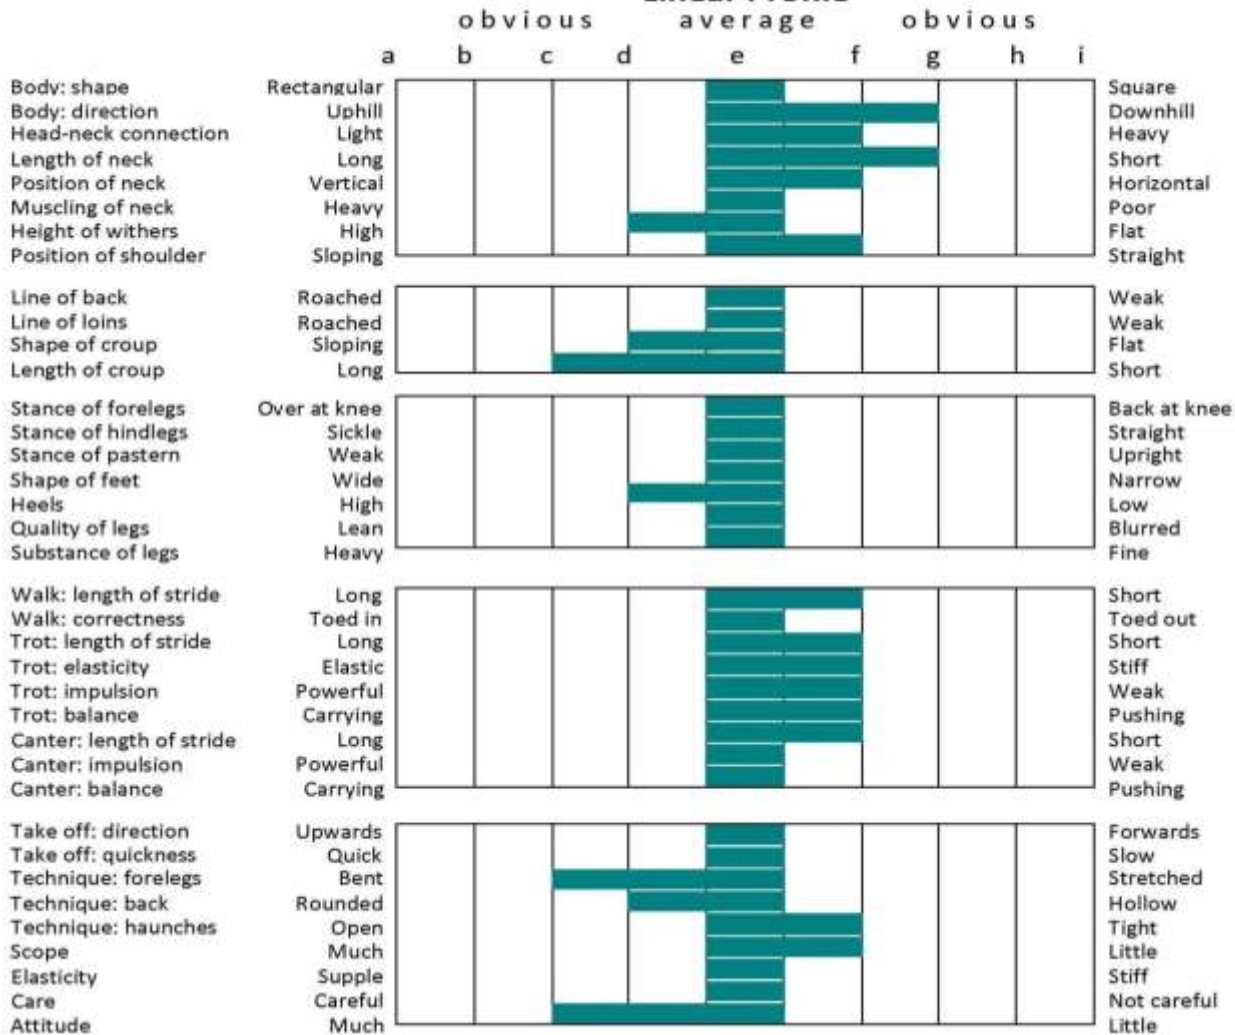 obvious average obvious
a b c d e f g h i
Body: shape Rectangular Square
Body: direction Uphill Downhill
Head-neck connection Light Heavy
Length of neck Long Short
Position of neck Vertical Horizontal
Muscling of neck Heavy Poor
Height of withers High Flat
Position of shoulder Sloping Straight
Line of back Roached Weak
Line of loins Roached Weak
Shape of croup Sloping Flat
Length of croup Long Short
Stance of forelegs Over at knee Back at knee
Stance of hindlegs Sickle Straight
Stance of pastern Weak Upright
Shape of feet Wide Narrow
Heels High Low
Quality of legs Lean Blurred
Substance of legs Heavy Fine
Walk: length of stride Long Short
Walk: correctness Toed in Toed out
Trot: length of stride Long Short
Trot: elasticity Elastic Stiff
Trot: impulsion Powerful Weak
Trot: balance Carrying Pushing
Canter: length of stride Long Short
Canter: impulsion Powerful Weak
Canter: balance Carrying Pushing
Take off: direction Upwards Forwards
Take off: quickness Quick Slow
Technique: forelegs Bent Stretched
Technique: back Rounded Hollow
Technique: haunches Open Tight
Scope Much Little
Elasticity Supple Stiff
Care Careful Not careful
Attitude Much Little